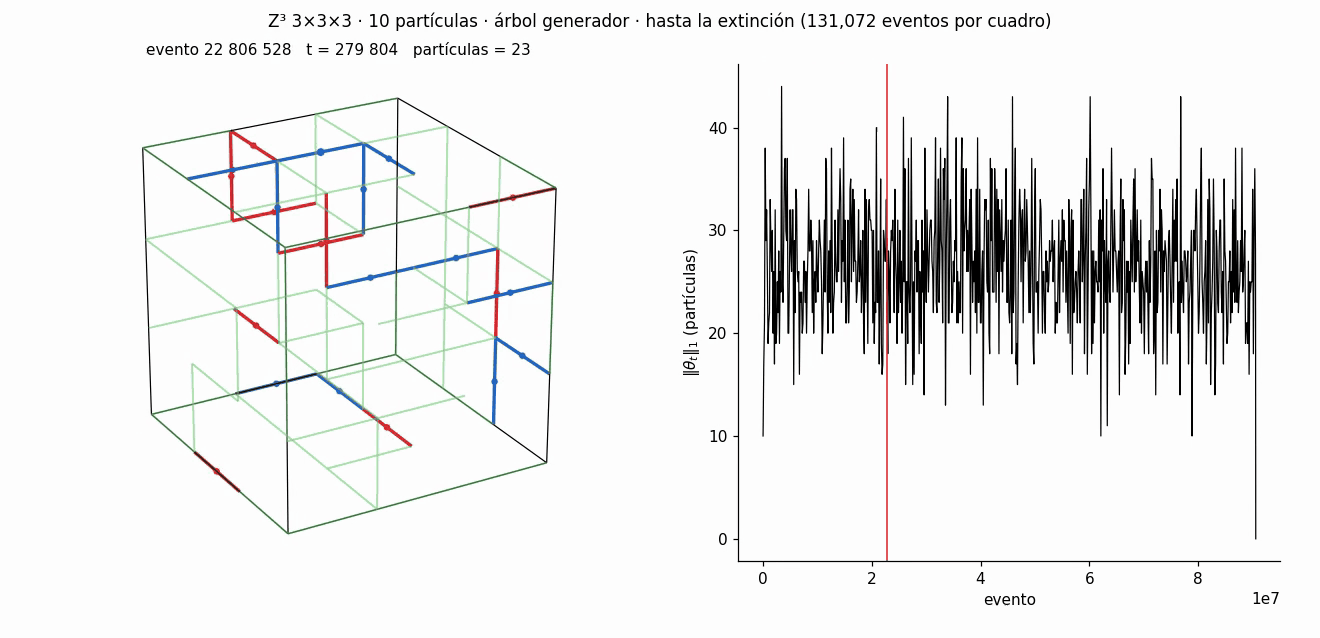 Z³ 3×3×3 · 10 partículas · árbol generador · hasta la extinción (131,072 eventos por cuadro)
evento 22 806 528   t = 279 804   partículas = 23
‖θₜ‖₁ (partículas)
40
30
20
10
0
0 2 4 6 8
evento
1e7